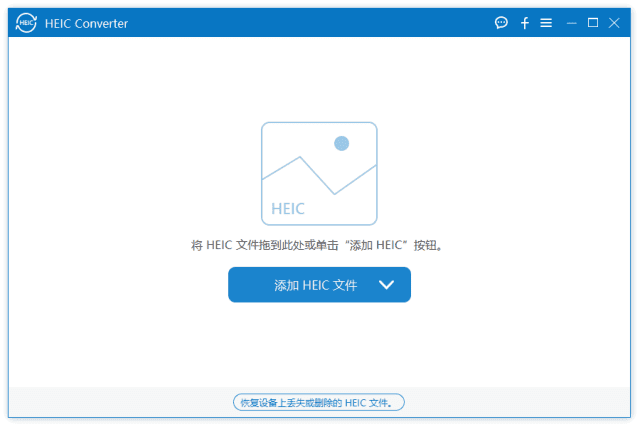 HEIC
HEIC Converter
HEIC
将 HEIC 文件拖到此处或单击“添加 HEIC”按钮。
添加 HEIC 文件
恢复设备上丢失或删除的 HEIC 文件。